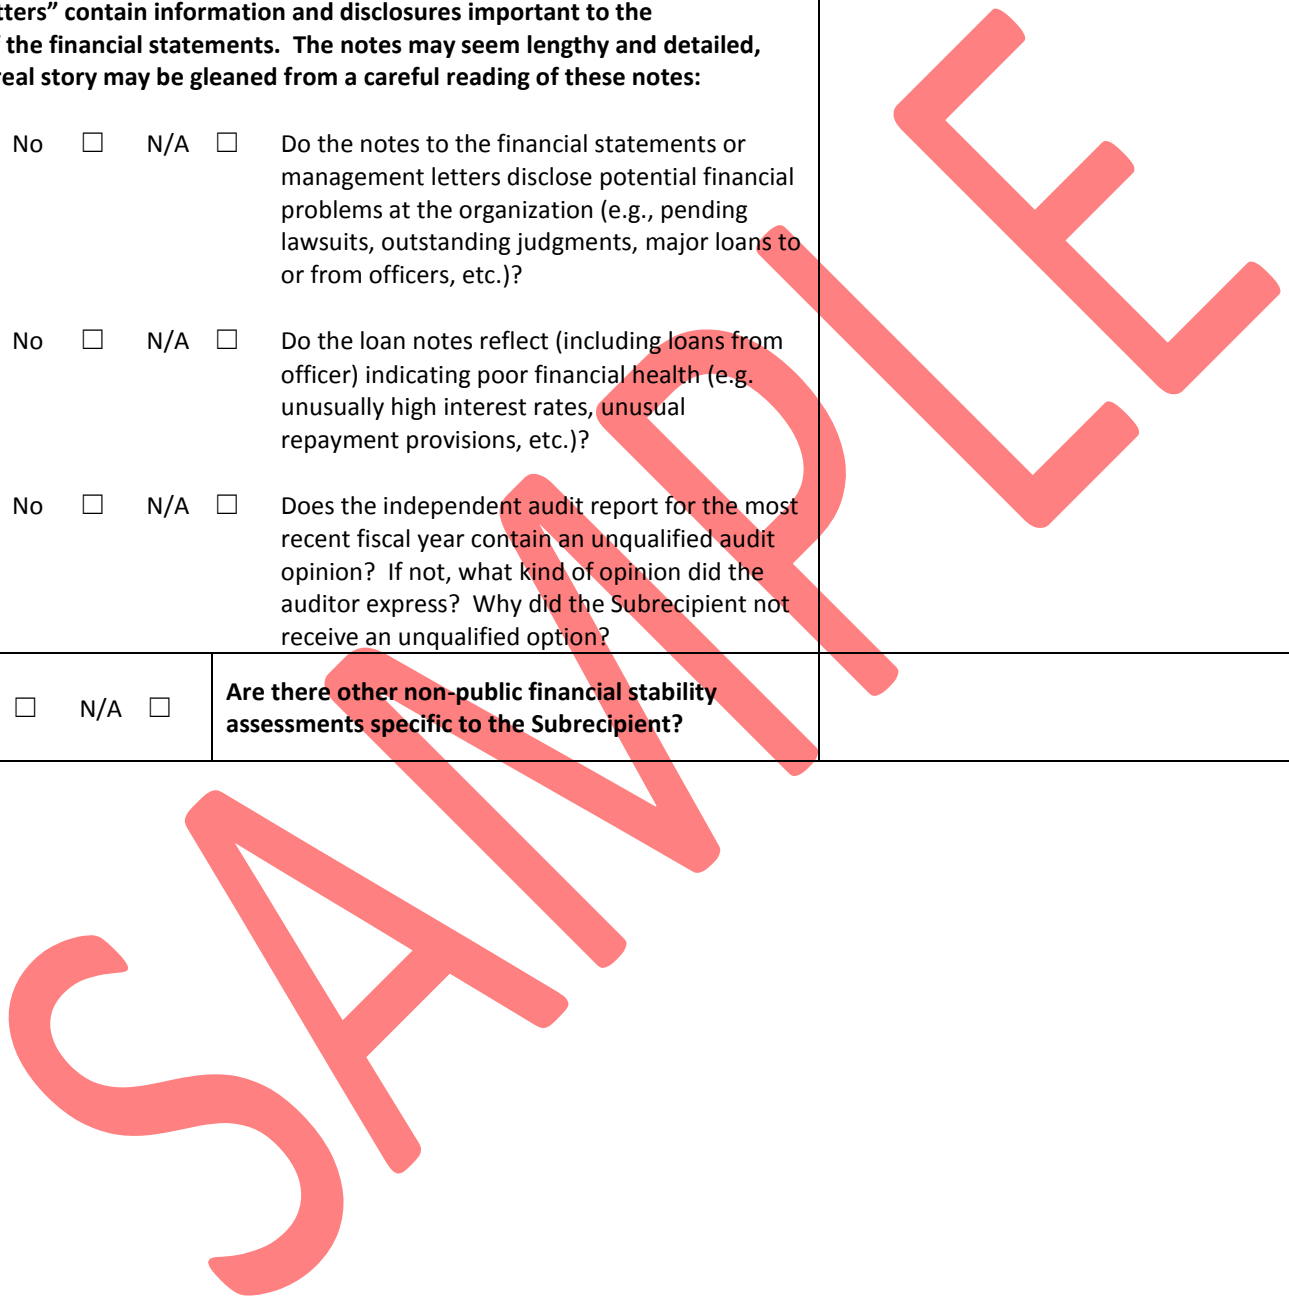 tters” contain information and disclosures important to the
the financial statements.  The notes may seem lengthy and detailed,
real story may be gleaned from a careful reading of these notes:
No ☐ N/A ☐ Do the notes to the financial statements or
management letters disclose potential financial
problems at the organization (e.g., pending
lawsuits, outstanding judgments, major loans to
or from officers, etc.)?
No ☐ N/A ☐ Do the loan notes reflect (including loans from
officer) indicating poor financial health (e.g.
unusually high interest rates, unusual
repayment provisions, etc.)?
No ☐ N/A ☐ Does the independent audit report for the most
recent fiscal year contain an unqualified audit
opinion?  If not, what kind of opinion did the
auditor express?  Why did the Subrecipient not
receive an unqualified option?
☐ N/A ☐ Are there other non-public financial stability
assessments specific to the Subrecipient?
SAMPLE